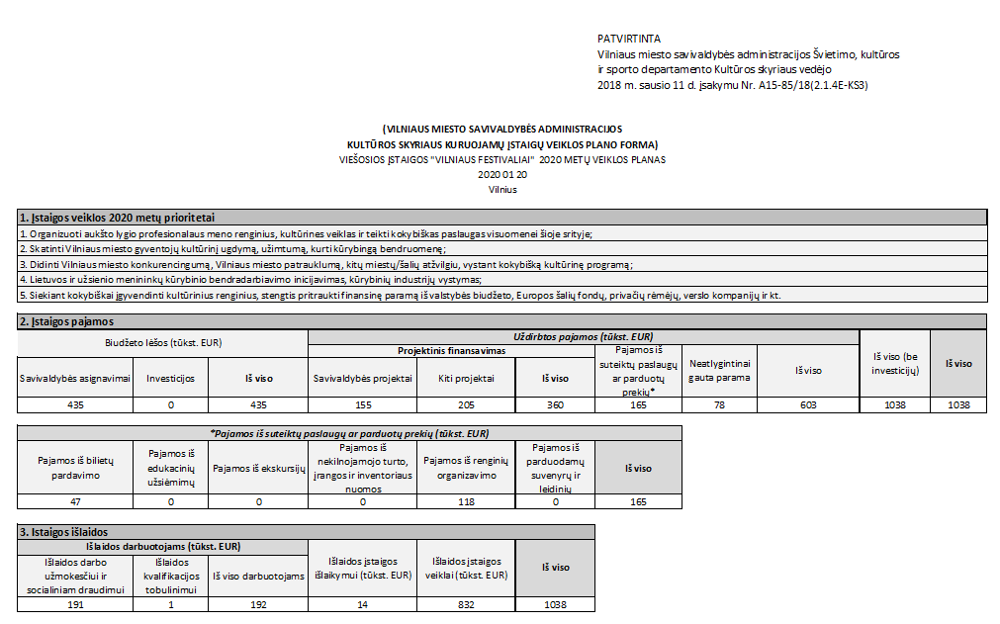 PATVIRTINTA
Vilniaus miesto savivaldybės administracijos Švietimo, kultūros
ir sporto departamento Kultūros skyriaus vedėjo
2018 m. sausio 11 d. įsakymu Nr. A15-85/18(2.1.4E-KS3)
(VILNIAUS MIESTO SAVIVALDYBĖS ADMINISTRACIJOS
KULTŪROS SKYRIAUS KURUOJAMŲ ĮSTAIGŲ VEIKLOS PLANO FORMA)
VIEŠOSIOS ĮSTAIGOS "VILNIAUS FESTIVALIAI" 2020 METŲ VEIKLOS PLANAS
2020 01 20
Vilnius
1. Įstaigos veiklos 2020 metų prioritetai
1. Organizuoti aukšto lygio profesionalaus meno renginius, kultūrines veiklas ir teikti kokybiškas paslaugas visuomenei šioje srityje;
2. Skatinti Vilniaus miesto gyventojų kultūrinį ugdymą, užimtumą, kurti kūrybingą bendruomenę;
3. Didinti Vilniaus miesto konkurencingumą, Vilniaus miesto patrauklumą, kitų miestų/šalių atžvilgiu, vystant kokybišką kultūrinę programą;
4. Lietuvos ir užsienio menininkų kūrybinio bendradarbiavimo inicijavimas, kūrybinių industrijų vystymas;
5. Siekiant kokybiškai įgyvendinti kultūrinius renginius, stengtis pritraukti finansinę paramą iš valstybės biudžeto, Europos šalių fondų, privačių rėmėjų, verslo kompanijų ir kt.
2. Įstaigos pajamos
Biudžeto lėšos (tūkst. EUR)
Uždirbtos pajamos (tūkst. EUR)
Iš viso (be
investicijų)
Iš viso
Projektinis finansavimas
Pajamos iš
suteiktų paslaugų
ar parduotų
prekių*
Neatlygintinai
gauta parama
Iš viso
Savivaldybės asignavimai
Investicijos
Iš viso
Savivaldybės projektai
Kiti projektai
Iš viso
435 0 435 155 205 360 165 78 603 1038 1038
*Pajamos iš suteiktų paslaugų ar parduotų prekių (tūkst. EUR)
Pajamos iš bilietų
pardavimo
Pajamos iš
edukacinių
užsiėmimų
Pajamos iš ekskursijų
Pajamos iš
nekilnojamojo turto,
įrangos ir inventoriaus
nuomos
Pajamos iš renginių
organizavimo
Pajamos iš
parduodamų
suvenyrų ir
leidinių
Iš viso
47 0 0 0 118 0 165
3. Istaigos išlaidos
Išlaidos darbuotojams (tūkst. EUR)
Išlaidos įstaigos
išlaikymui (tūkst. EUR)
Išlaidos įstaigos
veiklai (tūkst. EUR)
Iš viso
Išlaidos darbo
užmokesčiui ir
socialiniam draudimui
Išlaidos
kvalifikacijos
tobulinimui
Iš viso darbuotojams
191 1 192 14 832 1038